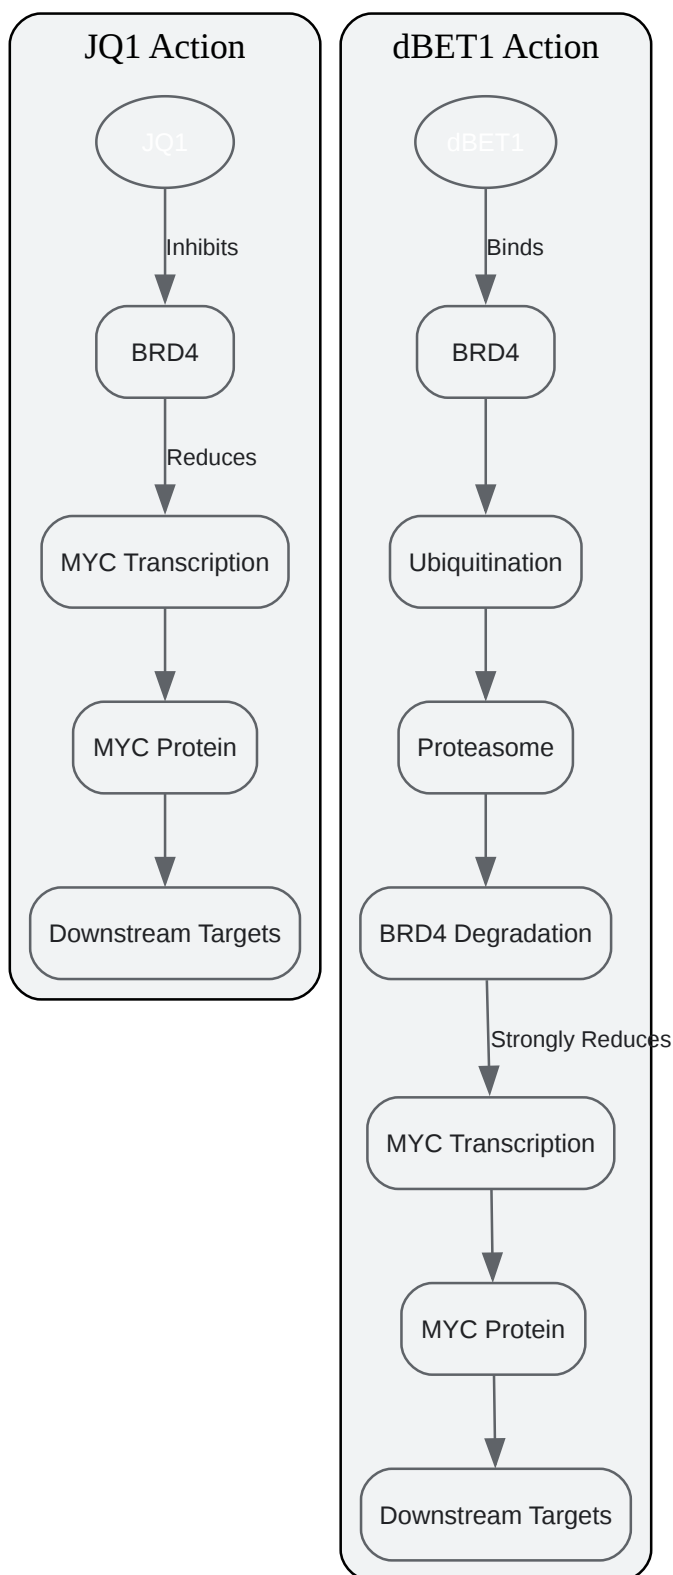 JQ1 Action
JQ1
Inhibits
BRD4
Reduces
MYC Transcription
MYC Protein
Downstream Targets
dBET1 Action
dBET1
Binds
BRD4
Ubiquitination
Proteasome
BRD4 Degradation
Strongly Reduces
MYC Transcription
MYC Protein
Downstream Targets